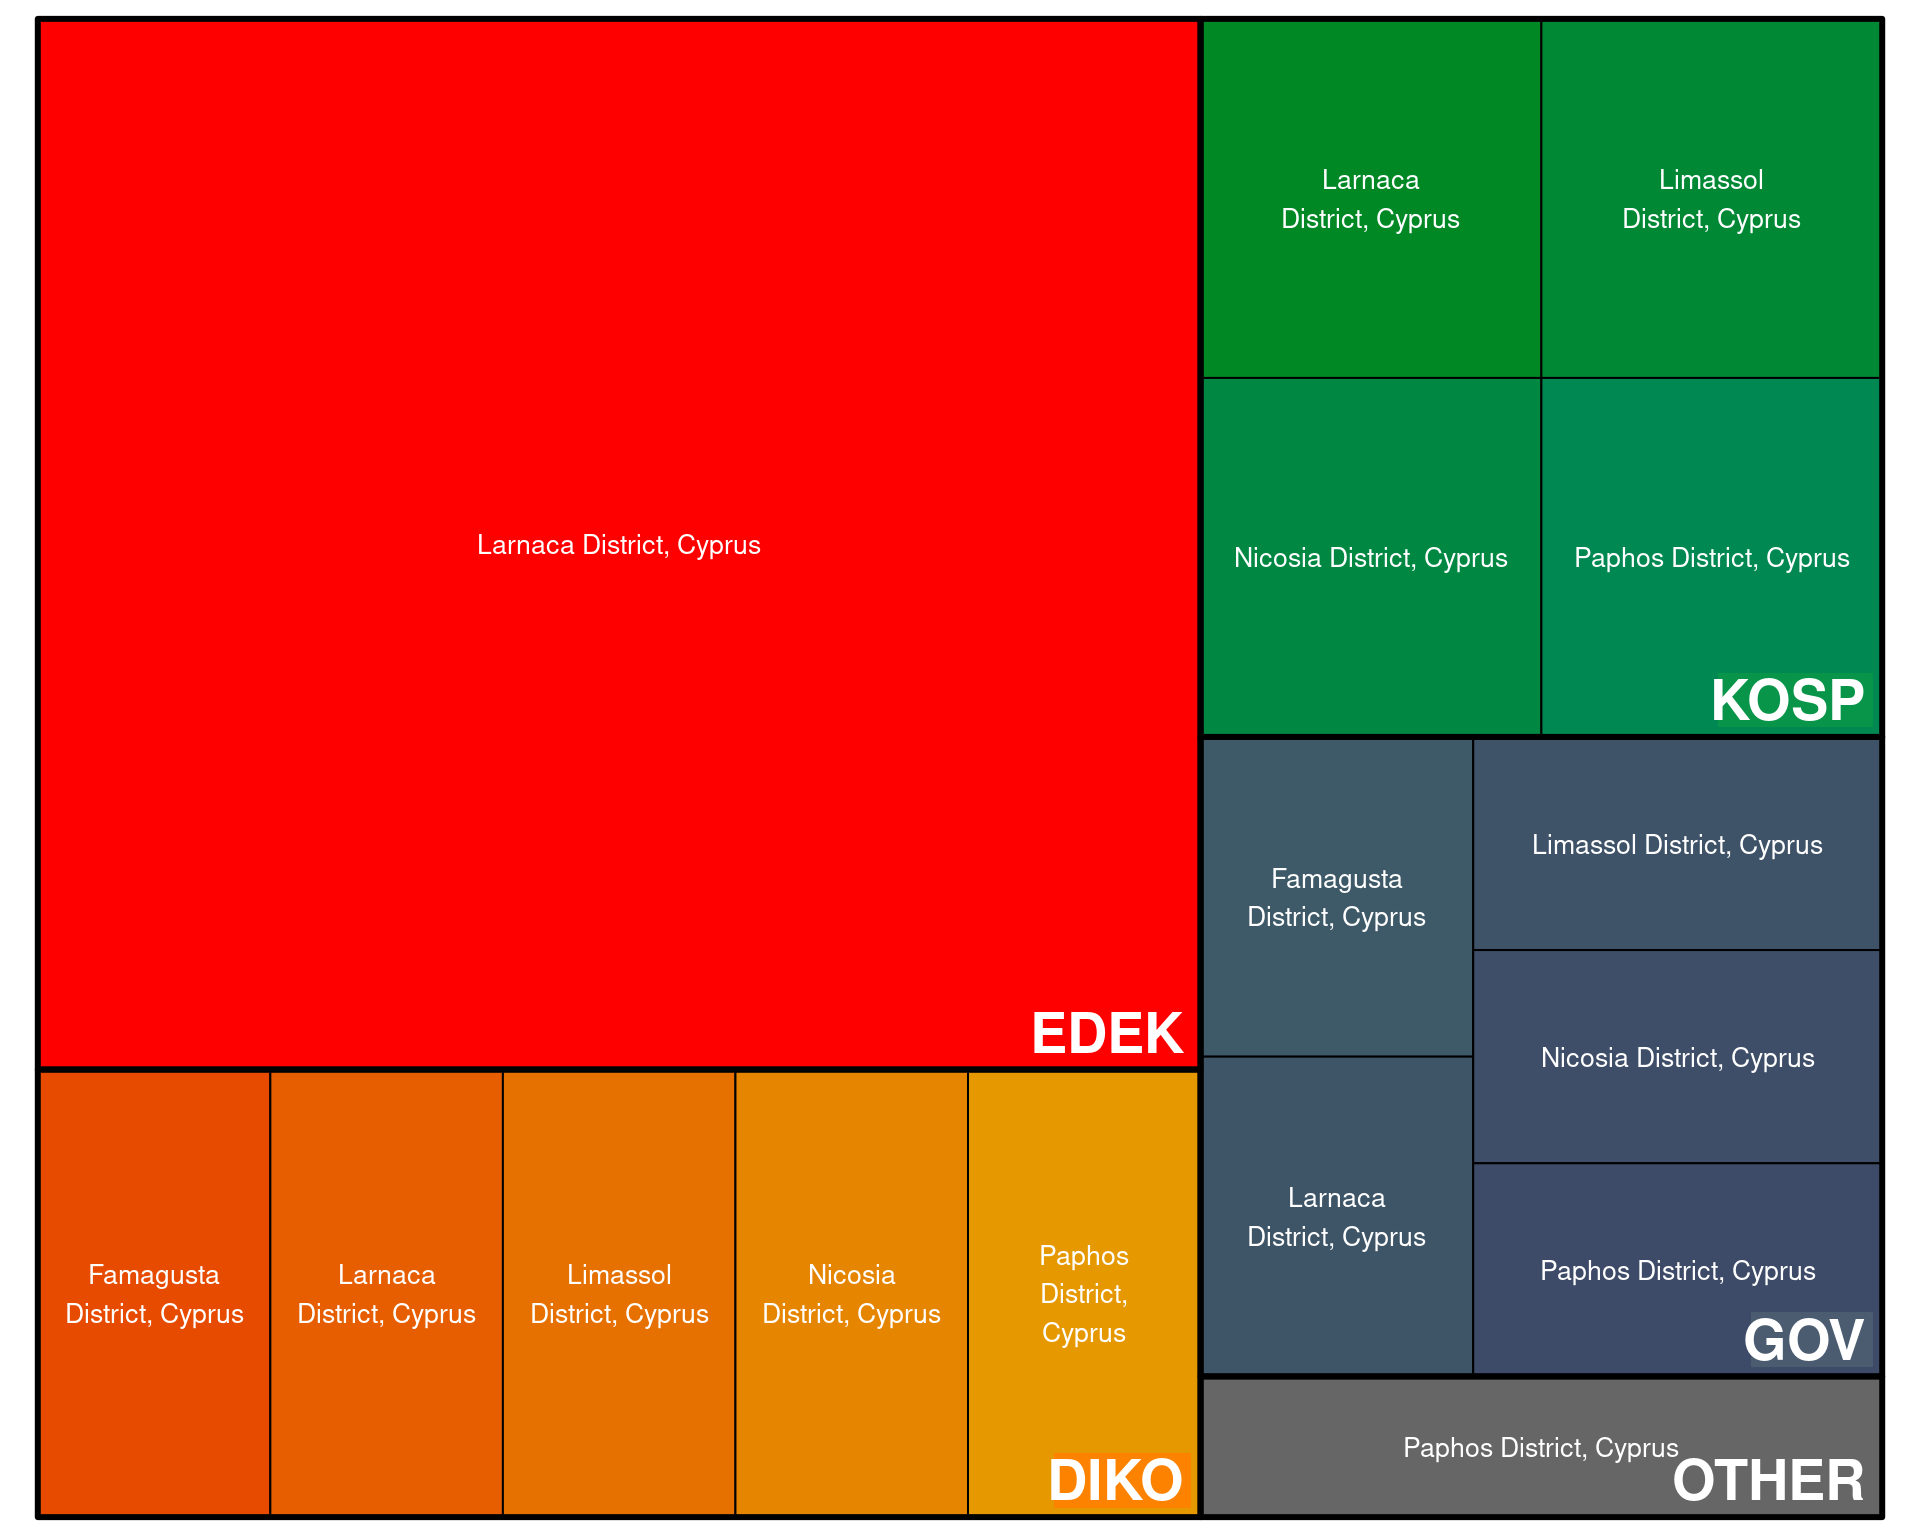 Larnaca District, Cyprus
EDEK
Famagusta
District, Cyprus
Larnaca
District, Cyprus
Limassol
District, Cyprus
Nicosia
District, Cyprus
Paphos
District,
Cyprus
DIKO
Larnaca
District, Cyprus
Limassol
District, Cyprus
Nicosia District, Cyprus
Paphos District, Cyprus
KOSP
Famagusta
District, Cyprus
Larnaca
District, Cyprus
Limassol District, Cyprus
Nicosia District, Cyprus
Paphos District, Cyprus
GOV
Paphos District, Cyprus
OTHER